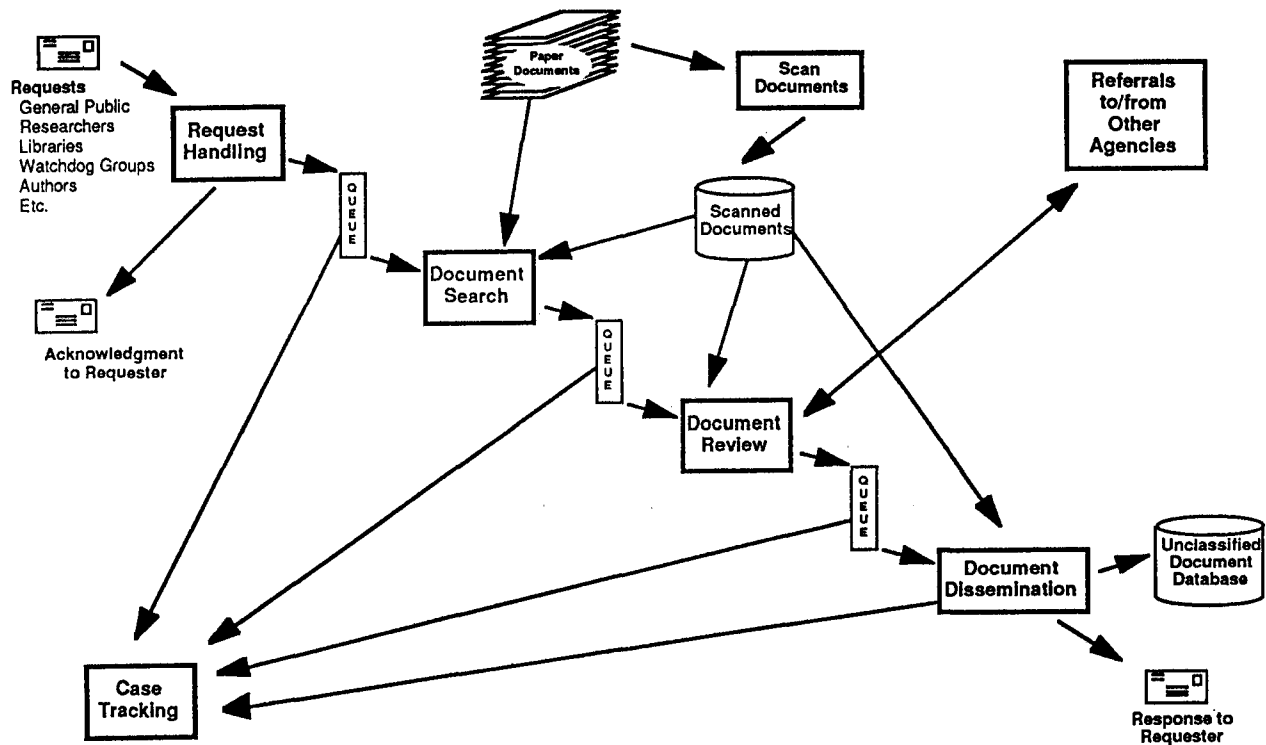 Requests
General Public
Researchers
Libraries
Watchdog Groups
Authors
Etc.
Request
Handling
Acknowledgment
to Requester
QUEUE
Paper
Documents
Scan
Documents
Scanned
Documents
Referrals
to/from
Other
Agencies
Document
Search
QUEUE
Document
Review
QUEUE
Document
Dissemination
Unclassified
Document
Database
Response to
Requester
Case
Tracking